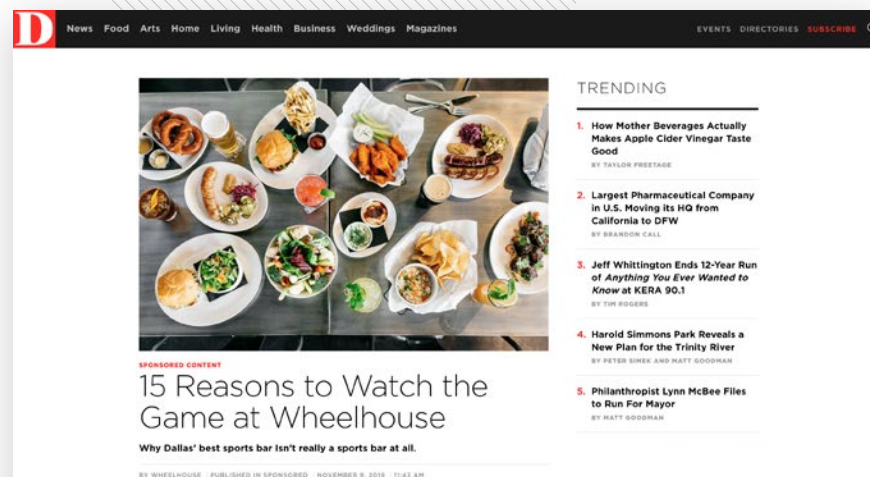 D News Food Arts Home Living Health Business Weddings Magazines EVENTS DIRECTORIES SUBSCRIBE
SPONSORED CONTENT
15 Reasons to Watch the
Game at Wheelhouse
Why Dallas' best sports bar Isn't really a sports bar at all.
BY WHEELHOUSE PUBLISHED IN SPONSORED NOVEMBER 9, 2018 11:43 AM
TRENDING
1. How Mother Beverages Actually
Makes Apple Cider Vinegar Taste
Good
BY TAYLOR FREETAGE
2. Largest Pharmaceutical Company
in U.S. Moving its HQ from
California to DFW
BY BRANDON CALL
3. Jeff Whittington Ends 12-Year Run
of Anything You Ever Wanted to
Know at KERA 90.1
BY TIM ROGERS
4. Harold Simmons Park Reveals a
New Plan for the Trinity River
BY PETER SIMEK AND MATT GOODMAN
5. Philanthropist Lynn McBee Files
to Run For Mayor
BY MATT GOODMAN